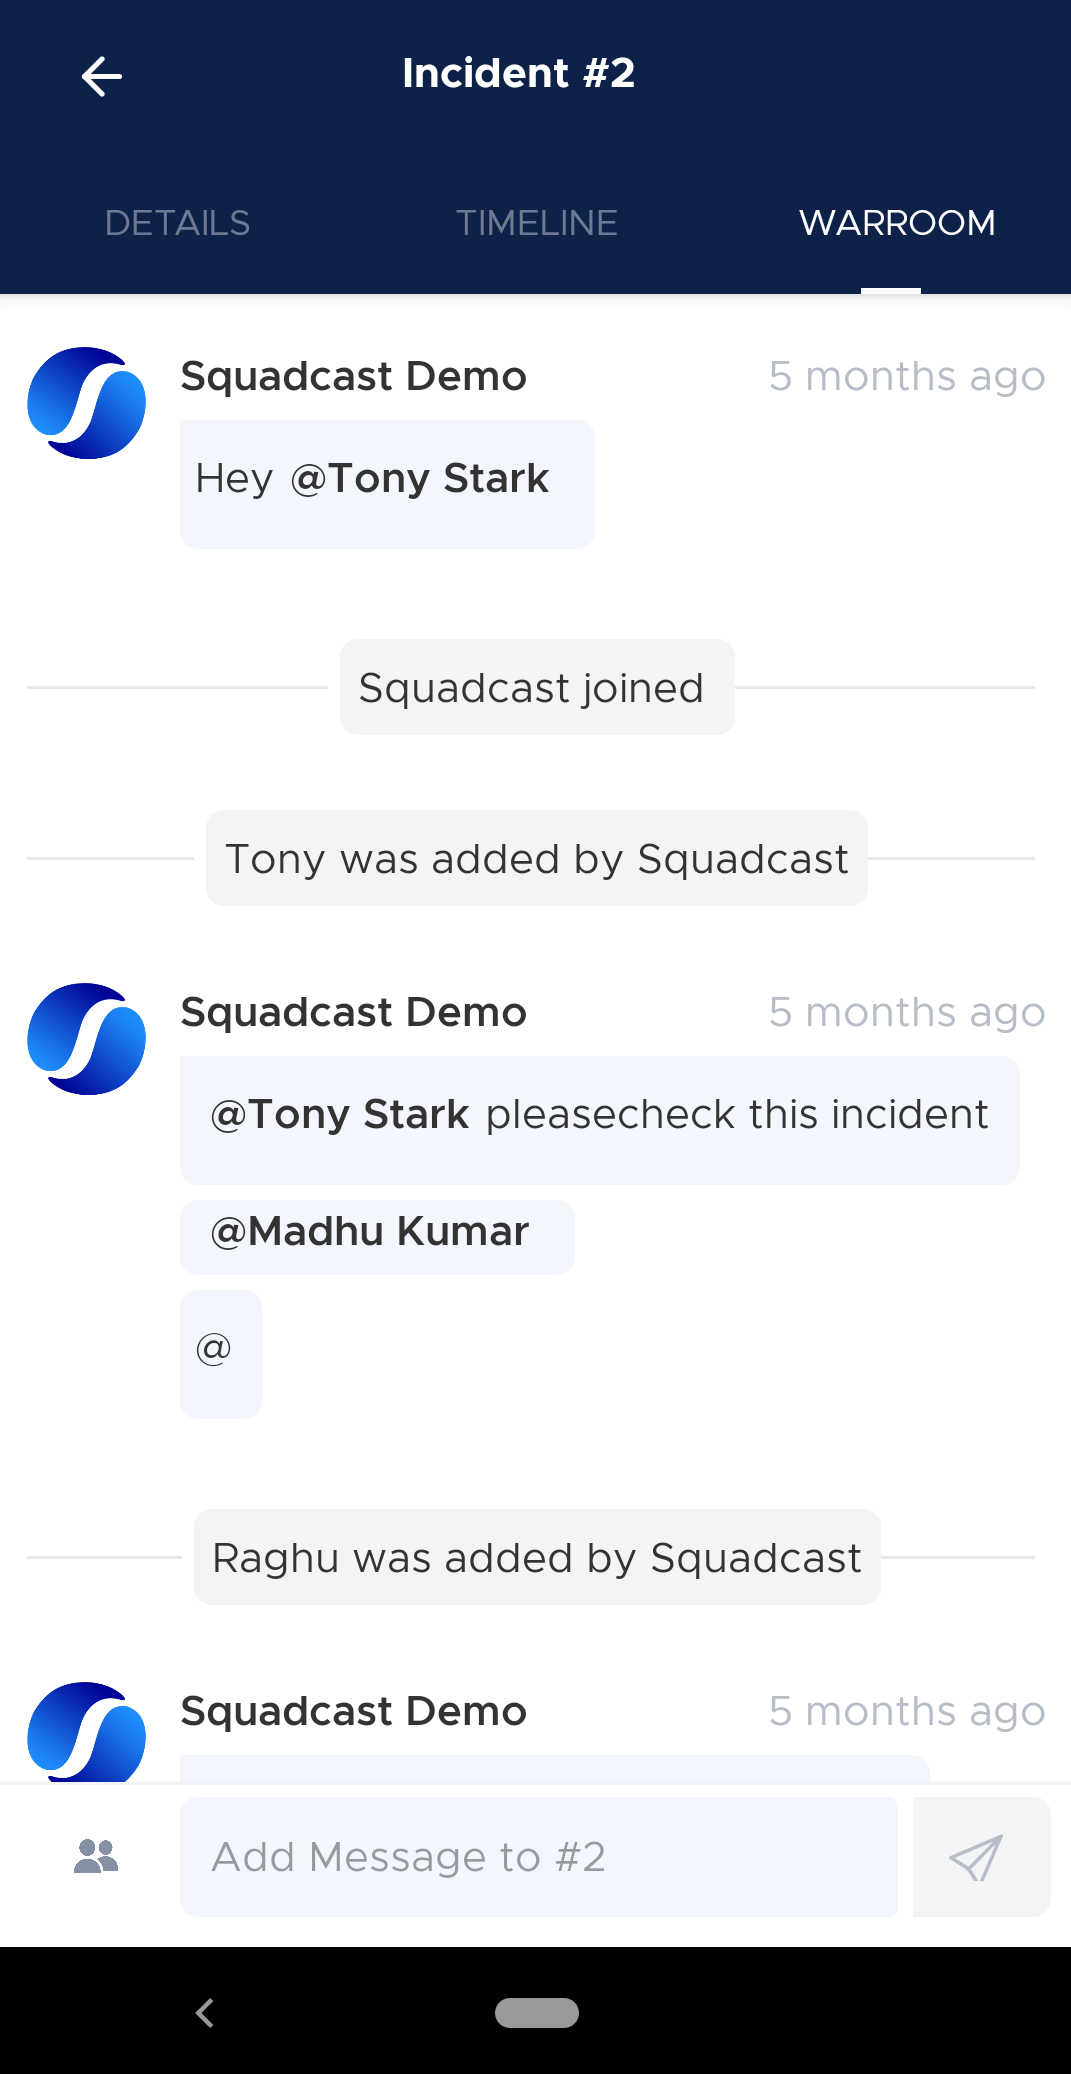 Incident #2
DETAILS TIMELINE WARROOM
Squadcast Demo 5 months ago
Hey @Tony Stark
Squadcast joined
Tony was added by Squadcast
Squadcast Demo 5 months ago
@Tony Stark pleasecheck this incident
@Madhu Kumar
@
Raghu was added by Squadcast
Squadcast Demo 5 months ago
Add Message to #2